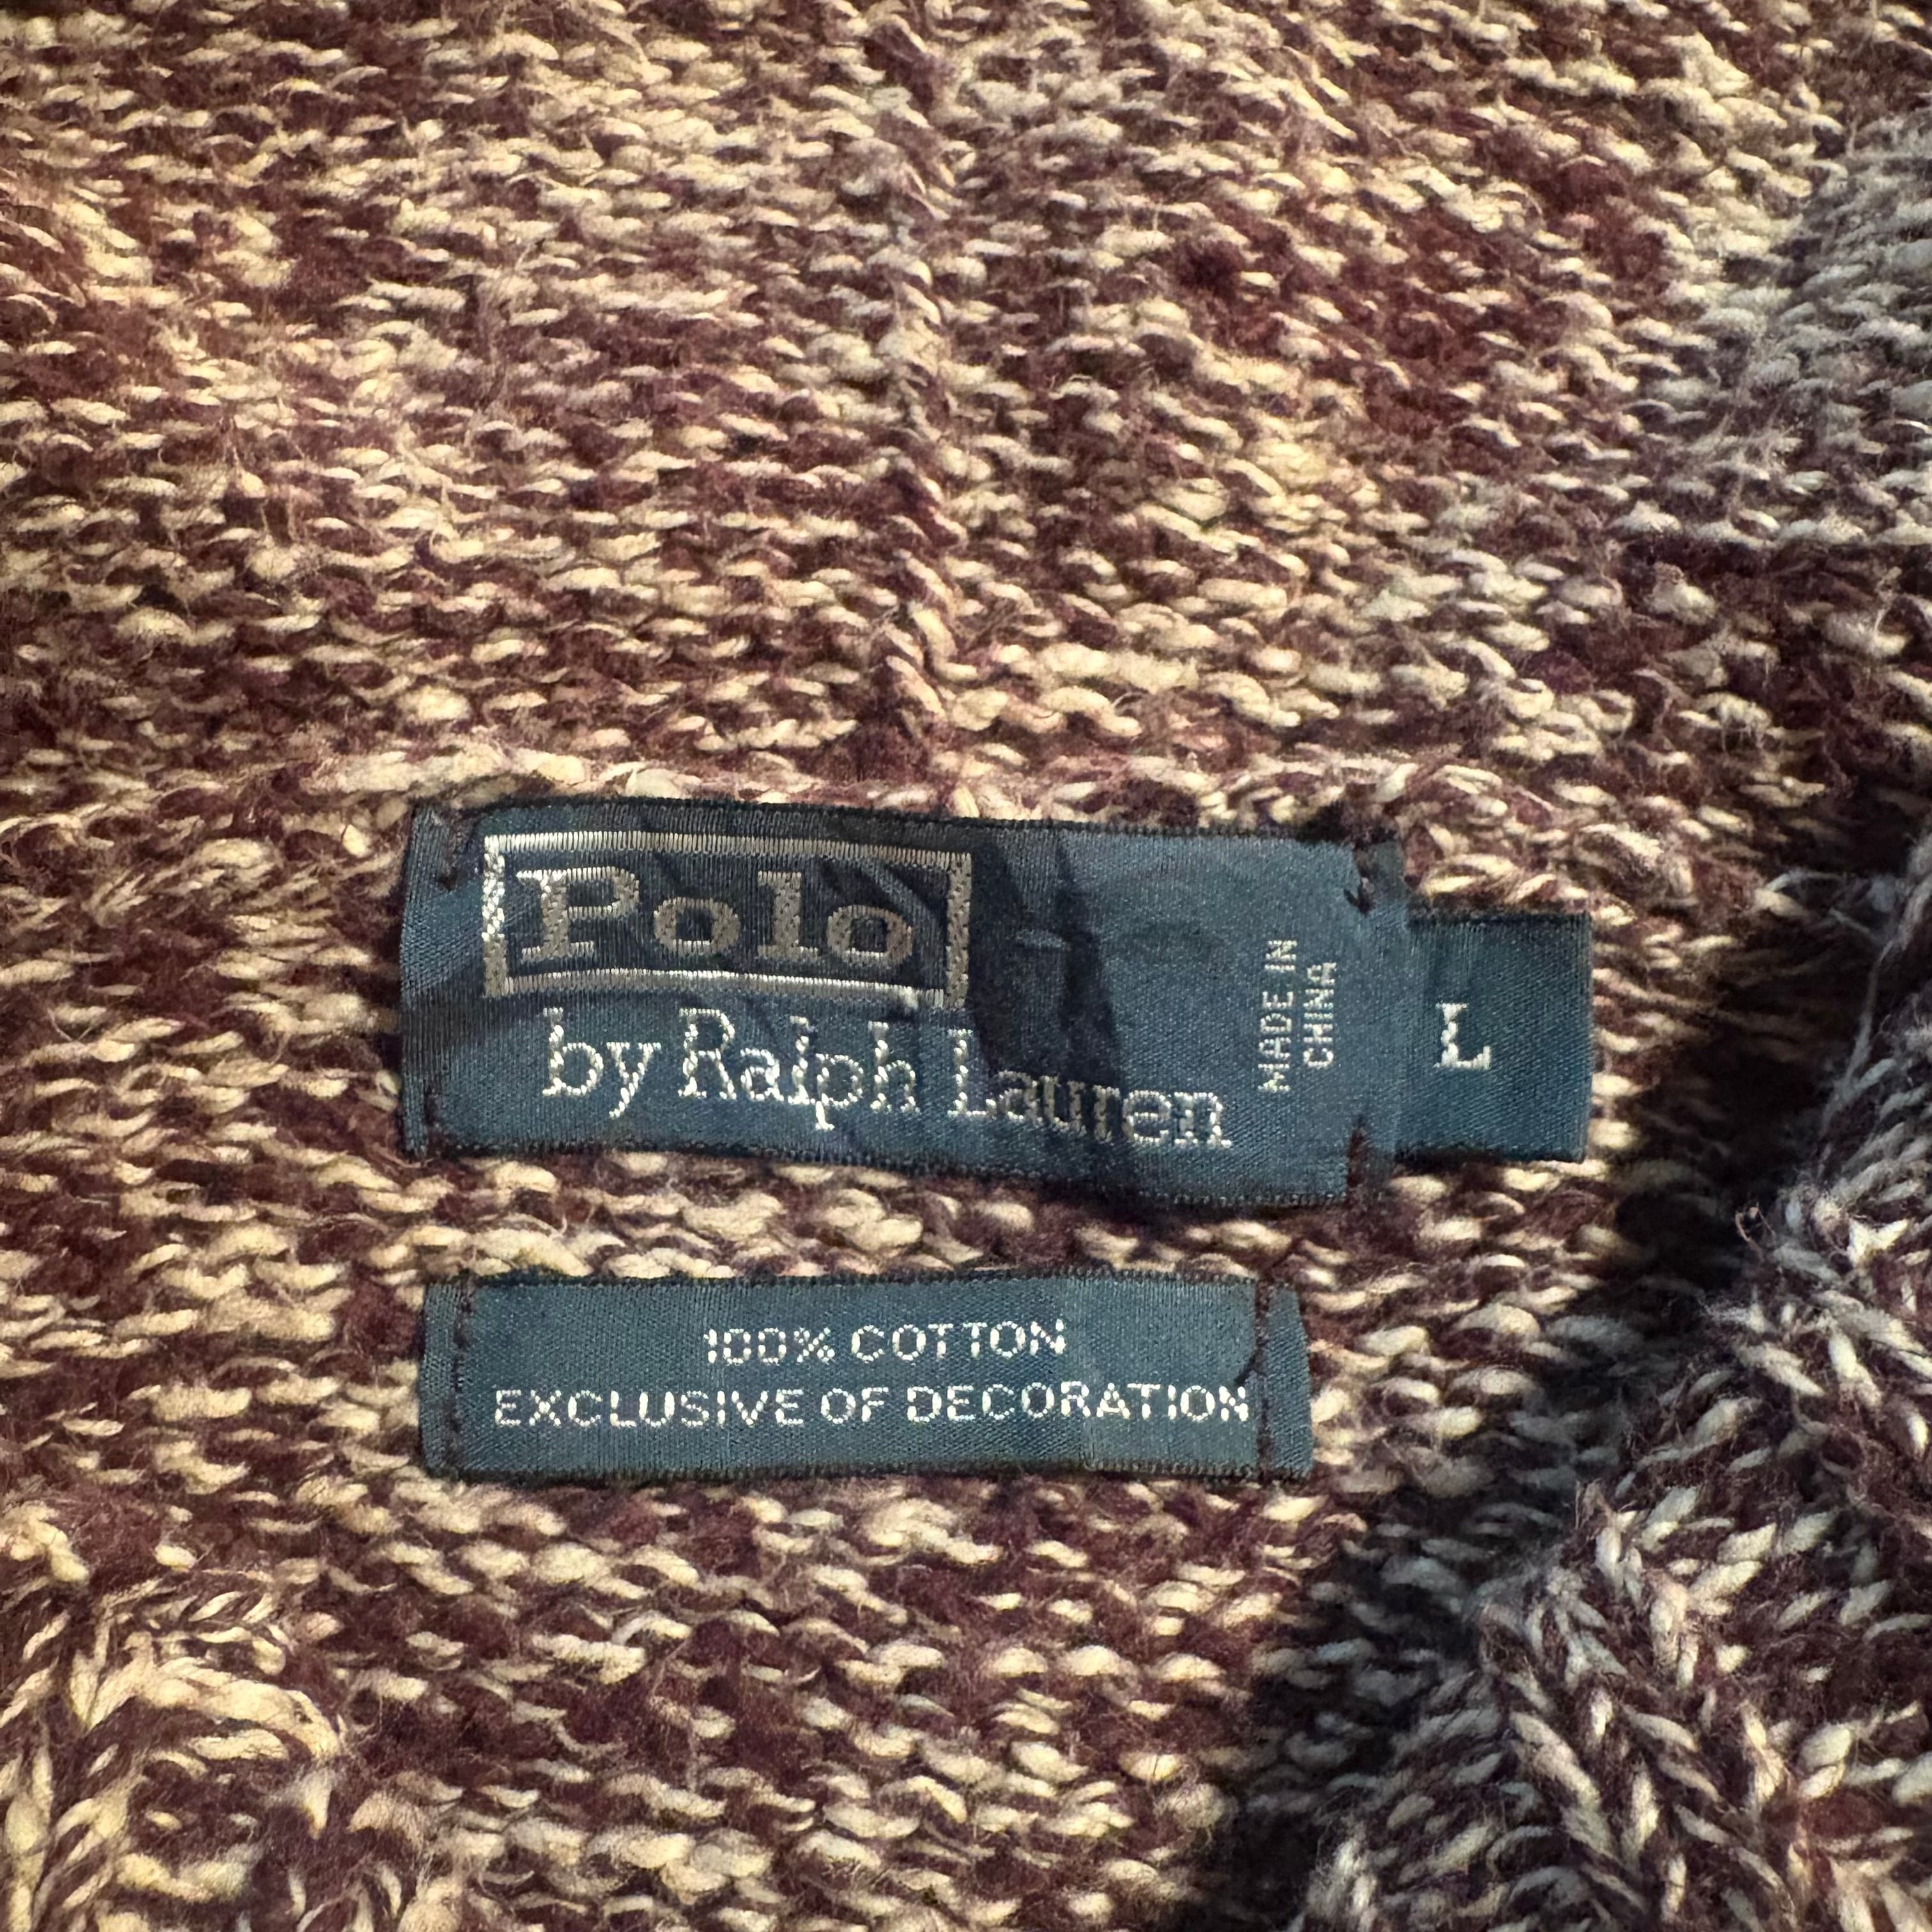 Polo
by Ralph Lauren
MADE IN
CHINA
L
100% COTTON
EXCLUSIVE OF DECORATION